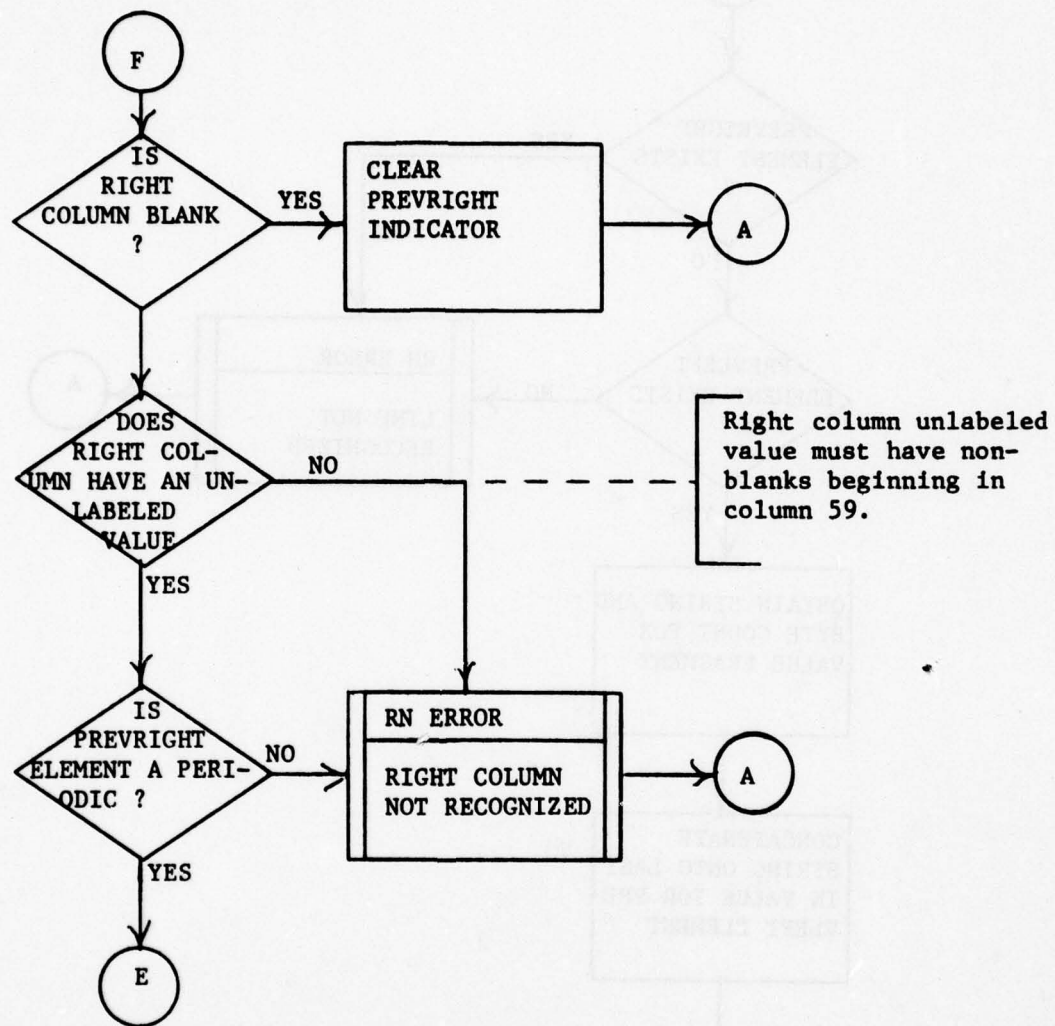 F
IS
RIGHT
COLUMN BLANK
?
YES
CLEAR
PREVRIGHT
INDICATOR
A
DOES
RIGHT COL-
UMN HAVE AN UN-
LABELED
VALUE
NO
YES
Right column unlabeled
value must have non-
blanks beginning in
column 59.
IS
PREVRIGHT
ELEMENT A PERI-
ODIC ?
NO
YES
RN ERROR
RIGHT COLUMN
NOT RECOGNIZED
A
E